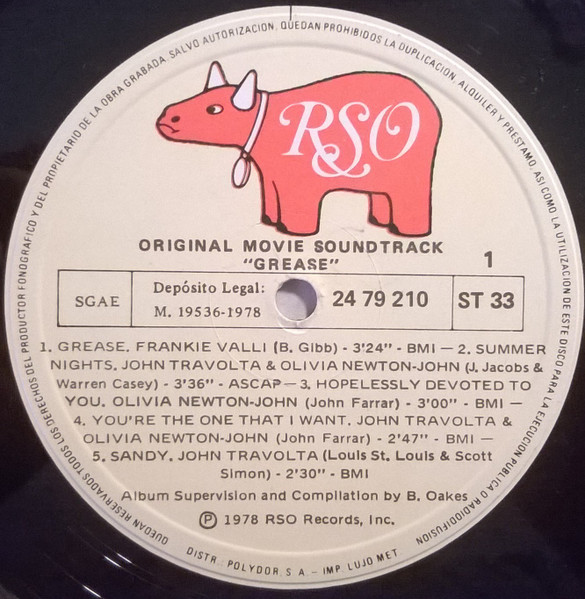 QUEDAN RESERVADOS TODOS LOS DERECHOS DEL PRODUCTOR FONOGRAFICO Y DEL PROPIETARIO DE LA OBRA GRABADA. SALVO AUTORIZACION, QUEDAN PROHIBIDOS LA DUPLICACION, ALQUILER Y PRESTAMO, ASI COMO LA UTILIZACION DE ESTE DISCO PARA LA EJECUCION PUBLICA O RADIODIFUSION
RSO
ORIGINAL MOVIE SOUNDTRACK
"GREASE"
1
SGAE
Depósito Legal:
M. 19536-1978
24 79 210
ST 33
1. GREASE. FRANKIE VALLI (B. Gibb) - 3'24" - BMI — 2. SUMMER
NIGHTS. JOHN TRAVOLTA & OLIVIA NEWTON-JOHN (J. Jacobs &
Warren Casey) - 3'36" - ASCAP — 3. HOPELESSLY DEVOTED TO
YOU. OLIVIA NEWTON-JOHN (John Farrar) - 3'00" - BMI —
4. YOU'RE THE ONE THAT I WANT. JOHN TRAVOLTA &
OLIVIA NEWTON-JOHN (John Farrar) - 2'47" - BMI —
5. SANDY. JOHN TRAVOLTA (Louis St. Louis & Scott
Simon) - 2'30" - BMI
Album Supervision and Compilation by B. Oakes
Ⓟ 1978 RSO Records, Inc.
DISTR.: POLYDOR, S. A. — IMP. LUJO MET.